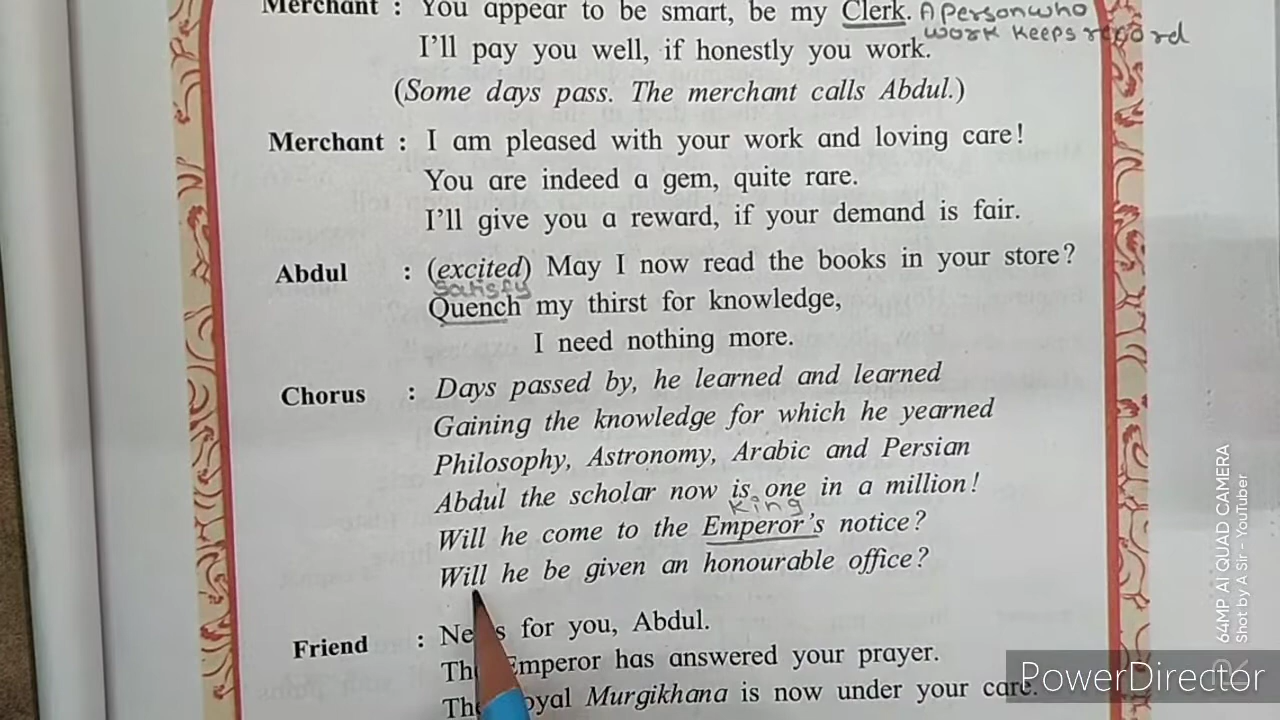 Merchant : You appear to be smart, be my Clerk. A person who
work keeps record
I'll pay you well, if honestly you work.
(Some days pass. The merchant calls Abdul.)
Merchant : I am pleased with your work and loving care!
You are indeed a gem, quite rare.
I'll give you a reward, if your demand is fair.
Abdul : (excited) May I now read the books in your store?
Satisfy
Quench my thirst for knowledge,
I need nothing more.
Chorus : Days passed by, he learned and learned
Gaining the knowledge for which he yearned
Philosophy, Astronomy, Arabic and Persian
Abdul the scholar now is one in a million!
King
Will he come to the Emperor's notice?
Will he be given an honourable office?
Friend : News for you, Abdul.
The Emperor has answered your prayer.
The royal Murgikhana is now under your care.
64MP AI QUAD CAMERA
Shot by A Sir - YouTuber
PowerDirector